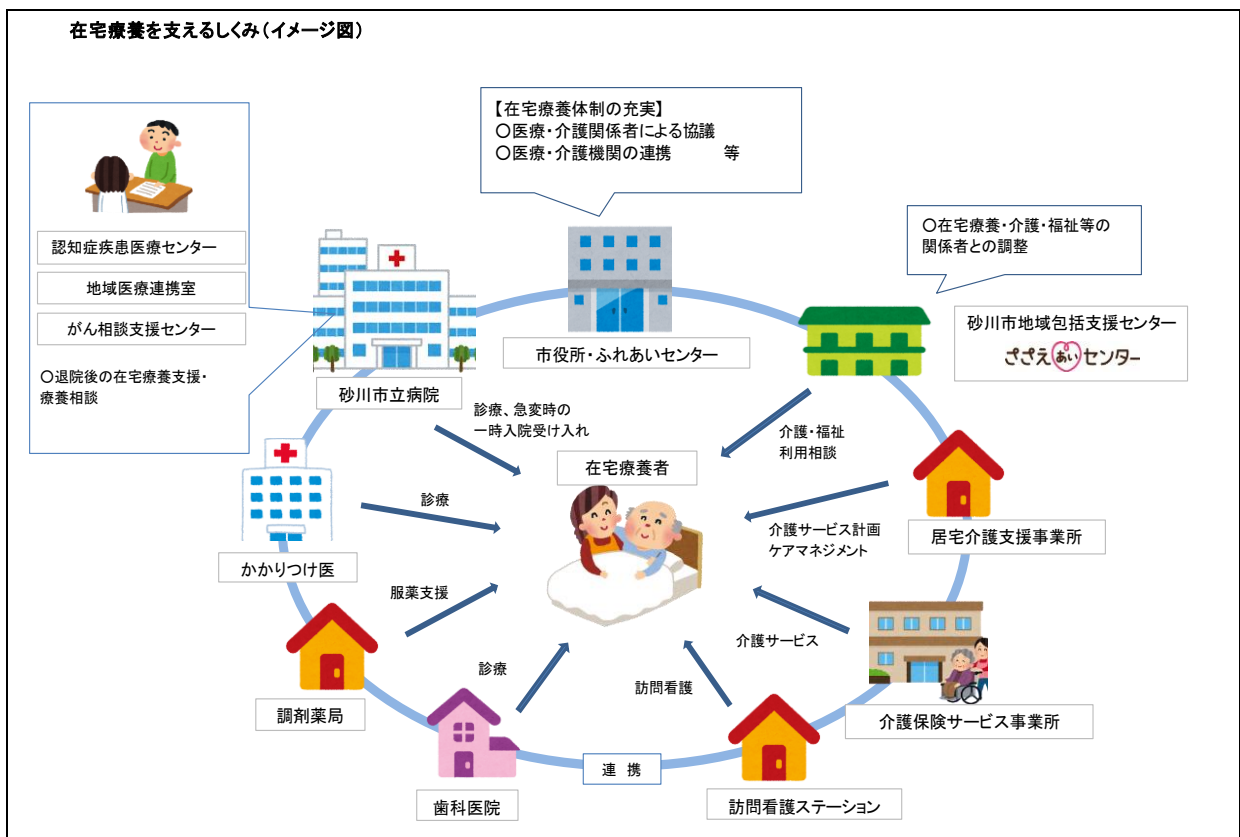 在宅療養を支えるしくみ（イメージ図）
【在宅療養体制の充実】
○医療・介護関係者による協議
○医療・介護機関の連携　　　等
認知症疾患医療センター
地域医療連携室
がん相談支援センター
○退院後の在宅療養支援・
療養相談
○在宅療養・介護・福祉等の
関係者との調整
砂川市地域包括支援センター
ささえあいセンター
市役所・ふれあいセンター
砂川市立病院
診療、急変時の
一時入院受け入れ
介護・福祉
利用相談
在宅療養者
かかりつけ医
診療
居宅介護支援事業所
介護サービス計画
ケアマネジメント
服薬支援
調剤薬局
介護サービス
介護保険サービス事業所
診療
歯科医院
訪問看護
訪問看護ステーション
連 携